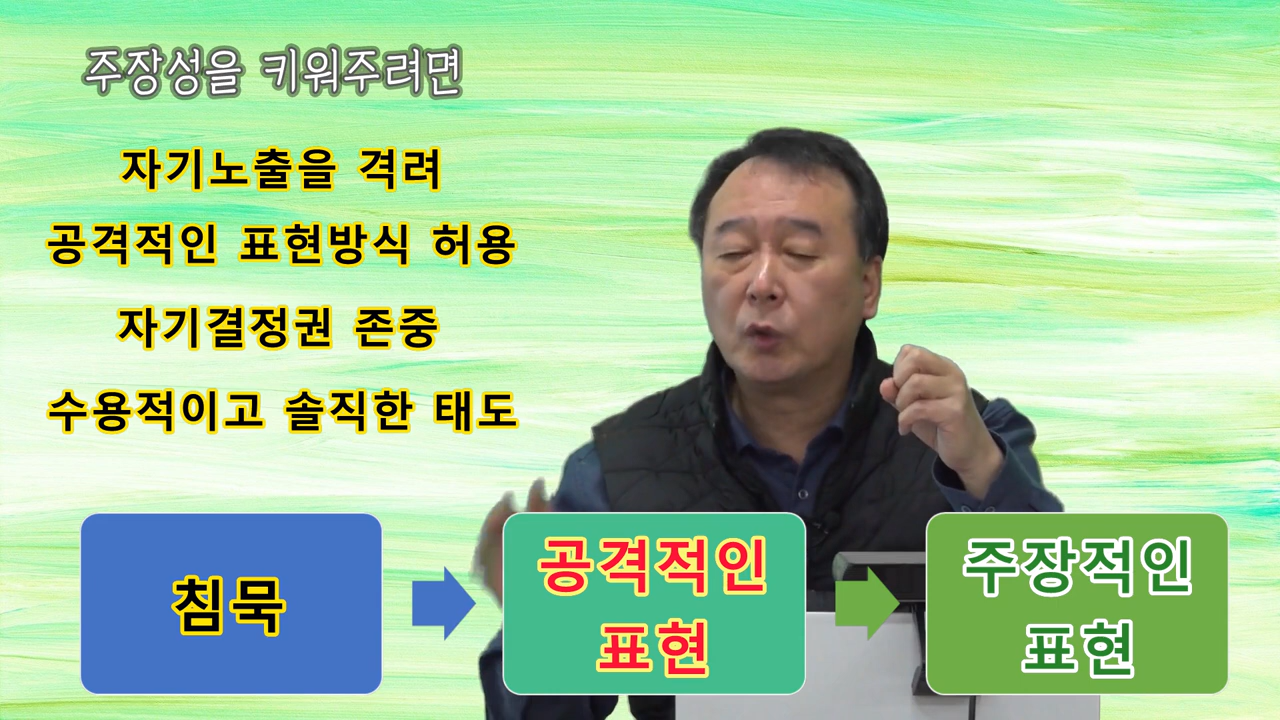 주장성을 키워주려면
자기노출을 격려
공격적인 표현방식 허용
자기결정권 존중
수용적이고 솔직한 태도
침묵
공격적인
표현
주장적인
표현